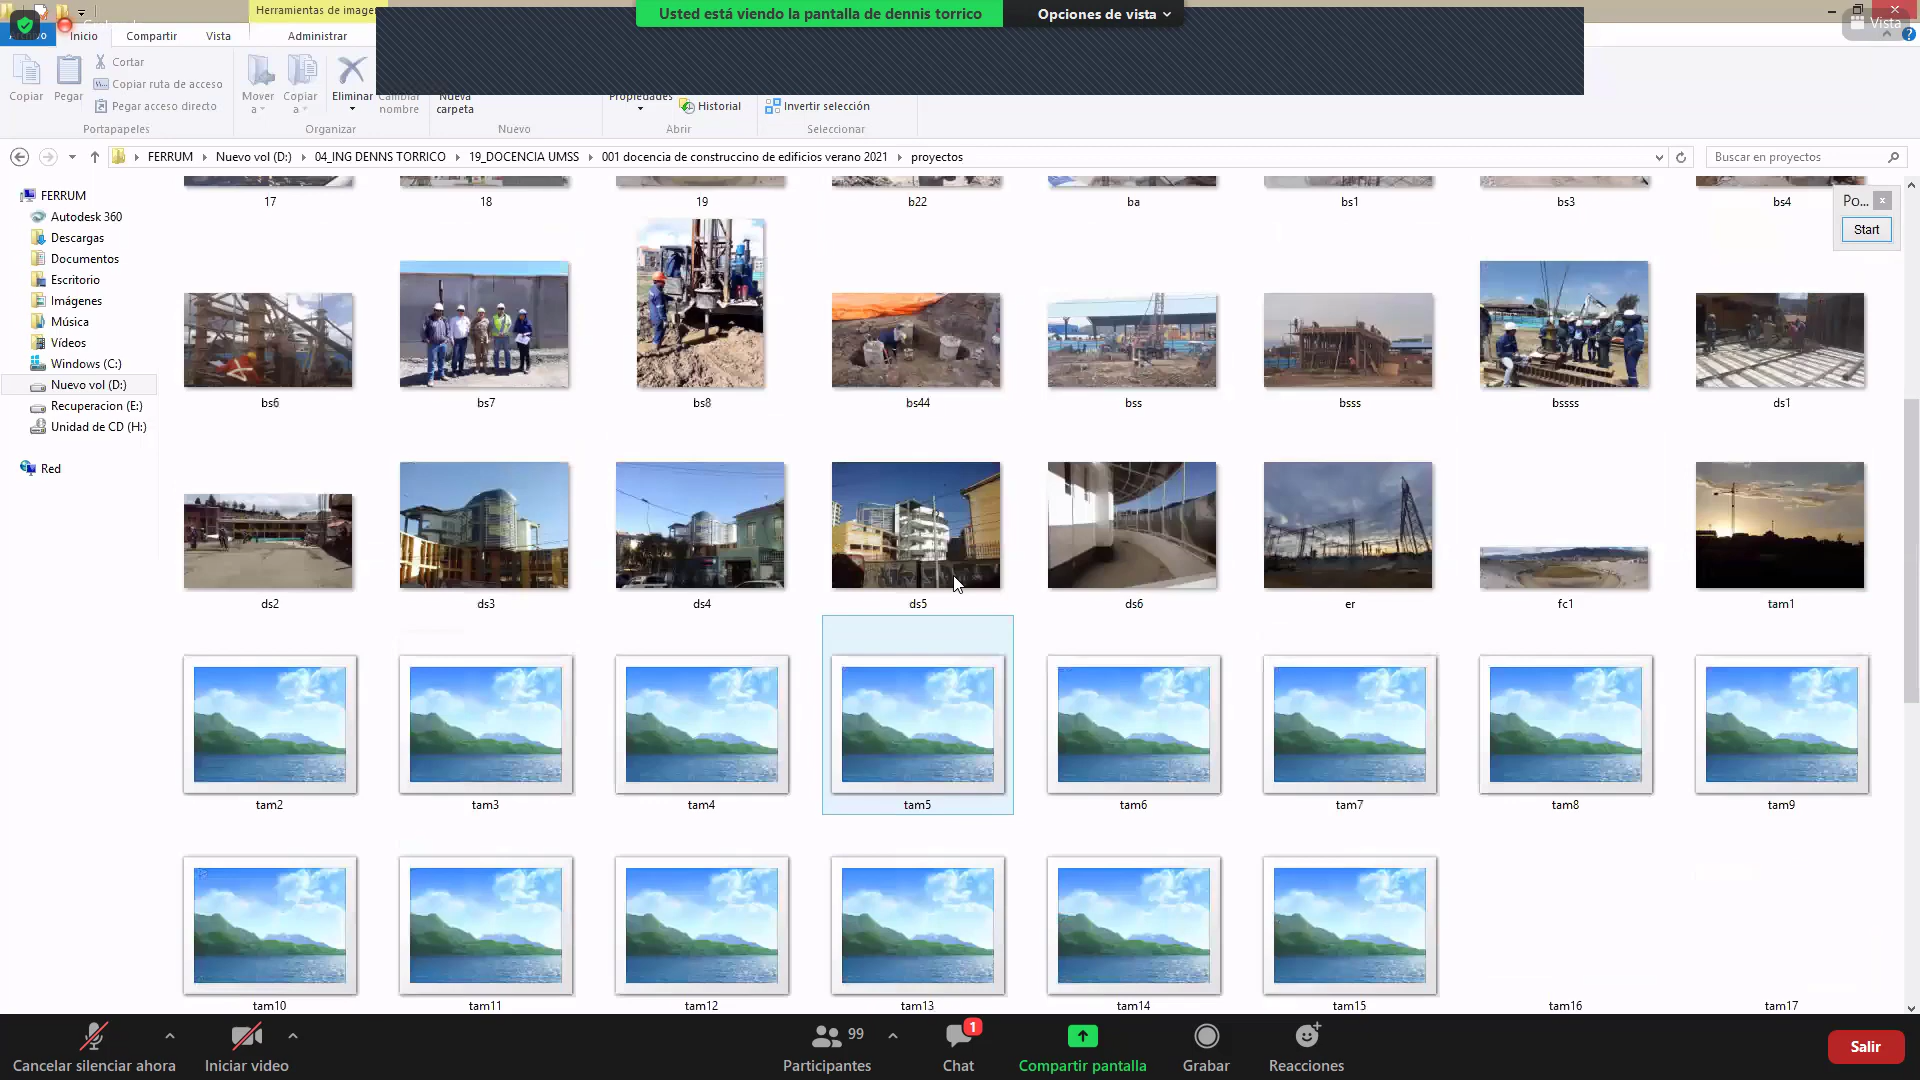 Herramientas de imagen
Usted está viendo la pantalla de dennis torrico
Opciones de vista
Vista
Inicio
Compartir
Vista
Administrar
Copiar
Pegar
Cortar
Copiar ruta de acceso
Pegar acceso directo
Portapapeles
Mover a
Copiar a
Eliminar
Cambiar nombre
Organizar
Nueva carpeta
Nuevo
Propiedades
Historial
Abrir
Invertir selección
Seleccionar
FERRUM
Nuevo vol (D:)
04_ING DENNS TORRICO
19_DOCENCIA UMSS
001 docencia de construccino de edificios verano 2021
proyectos
Buscar en proyectos
FERRUM
Autodesk 360
Descargas
Documentos
Escritorio
Imágenes
Música
Vídeos
Windows (C:)
Nuevo vol (D:)
Recuperacion (E:)
Unidad de CD (H:)
Red
17
18
19
b22
ba
bs1
bs3
bs4
Po...
Start
bs6
bs7
bs8
bs44
bss
bsss
bssss
ds1
ds2
ds3
ds4
ds5
ds6
er
fc1
tam1
tam2
tam3
tam4
tam5
tam6
tam7
tam8
tam9
tam10
tam11
tam12
tam13
tam14
tam15
tam16
tam17
Cancelar silenciar ahora
Iniciar video
Participantes
99
Chat
1
Compartir pantalla
Grabar
Reacciones
Salir